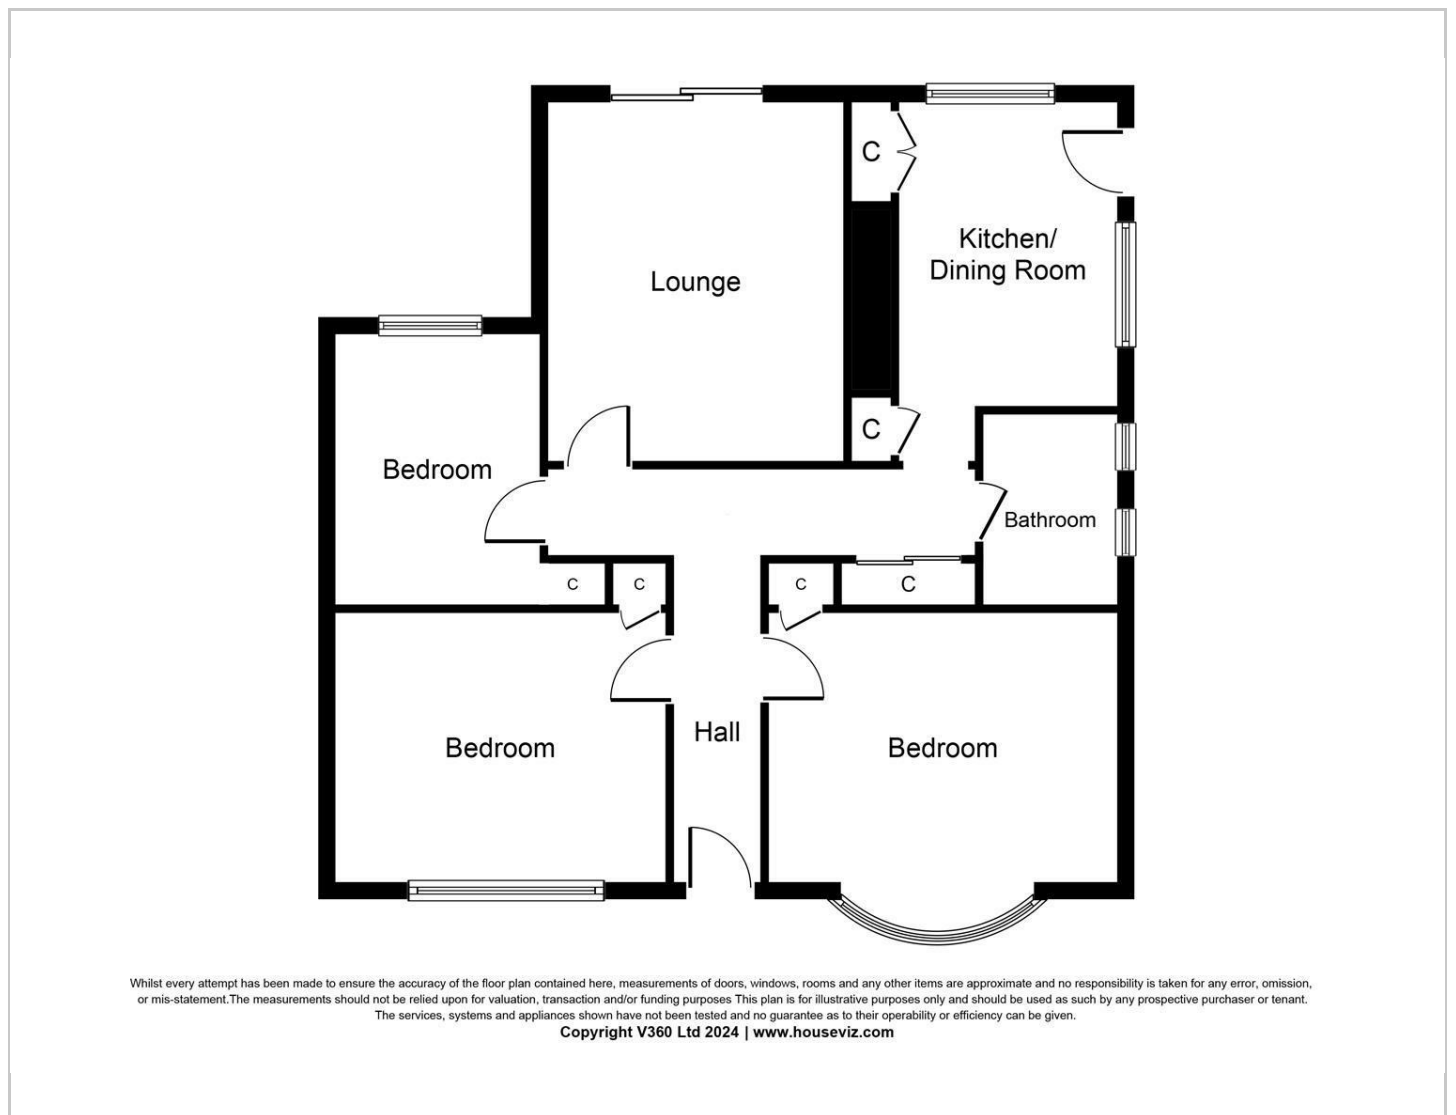 C
Kitchen/
Dining Room
Lounge
C
Bedroom
Bathroom
C
C
C
C
Hall
Bedroom
Bedroom
Whilst every attempt has been made to ensure the accuracy of the floor plan contained here, measurements of doors, windows, rooms and any other items are approximate and no responsibility is taken for any error, omission,
or mis-statement.The measurements should not be relied upon for valuation, transaction and/or funding purposes This plan is for illustrative purposes only and should be used as such by any prospective purchaser or tenant.
The services, systems and appliances shown have not been tested and no guarantee as to their operability or efficiency can be given.
Copyright V360 Ltd 2024 | www.houseviz.com